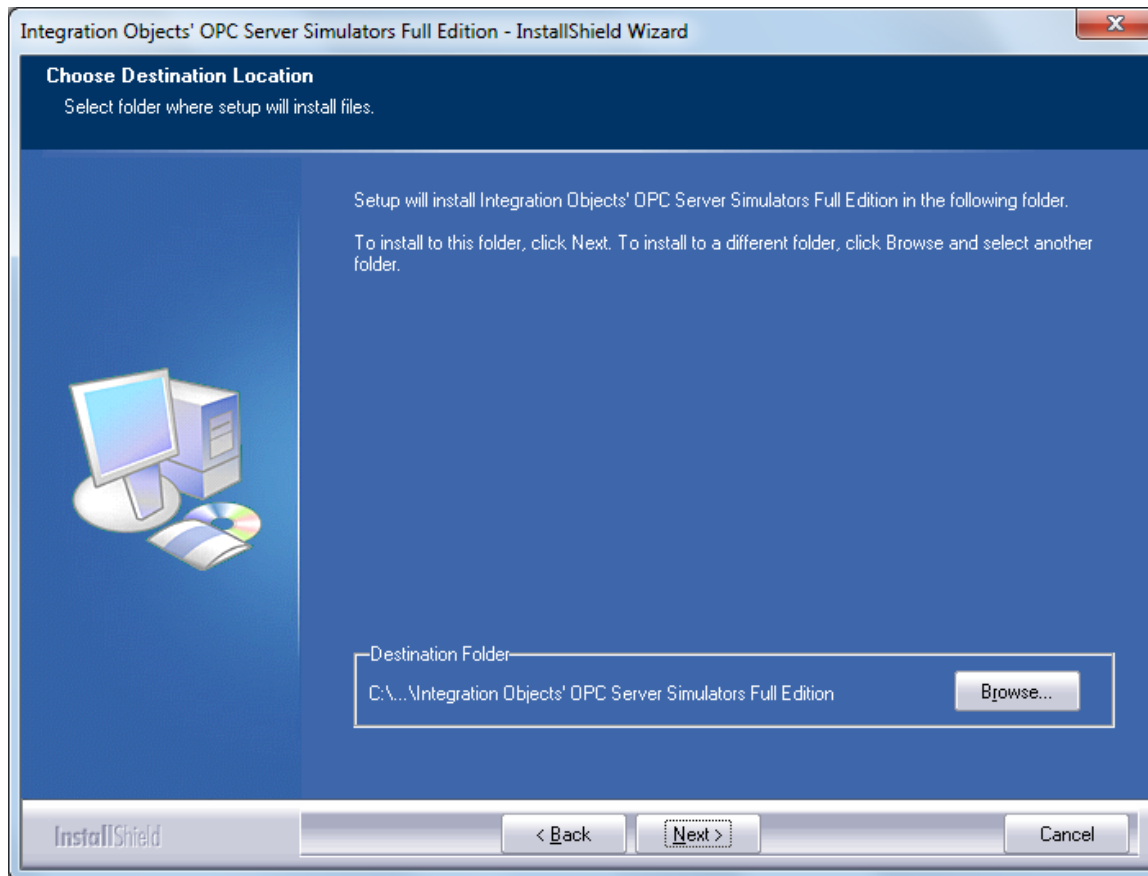 Integration Objects' OPC Server Simulators Full Edition - InstallShield Wizard
Choose Destination Location
Select folder where setup will install files.
Setup will install Integration Objects' OPC Server Simulators Full Edition in the following folder.
To install to this folder, click Next. To install to a different folder, click Browse and select another
folder.
Destination Folder
C:\...\Integration Objects' OPC Server Simulators Full Edition
Browse...
InstallShield
< Back
Next >
Cancel